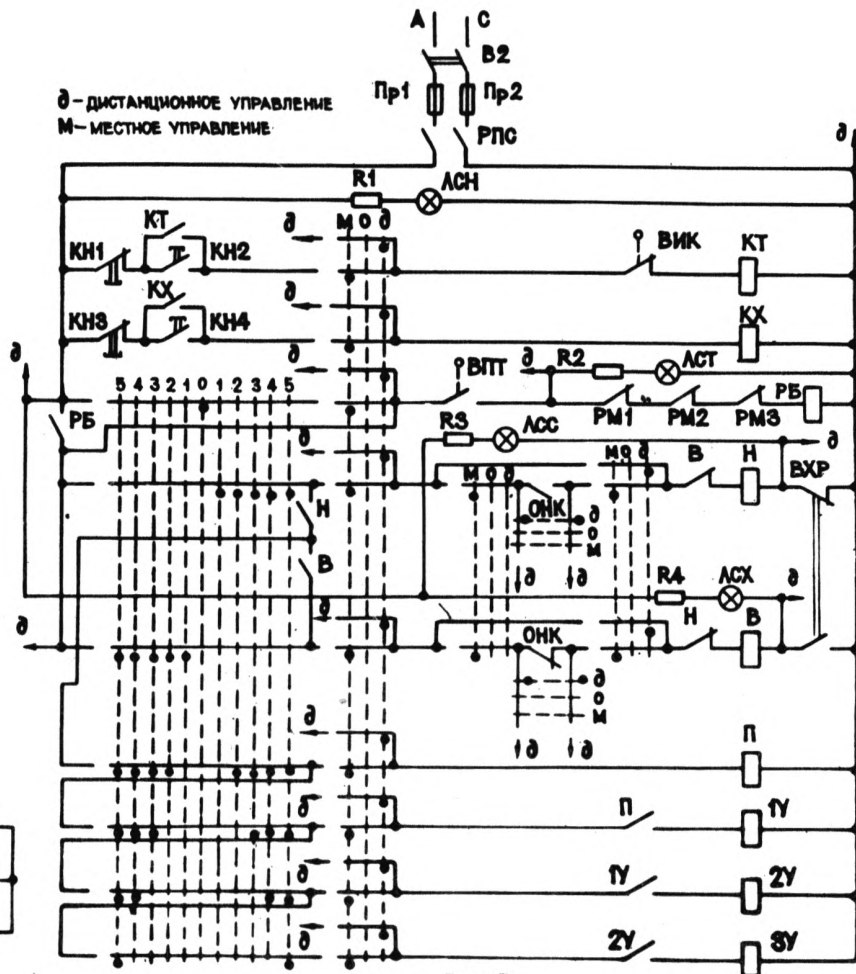 А С
В2
Пр1 Пр2
д – ДИСТАНЦИОННОЕ УПРАВЛЕНИЕ
М – МЕСТНОЕ УПРАВЛЕНИЕ
РПС
д
R1 ЛСН
КТ д М О д ВИК КТ
КН1 КН2
КХ д КХ
КН3 КН4
д д ВПТ д R2 ЛСТ
5 4 3 2 1 0 1 2 3 4 5
РМ1 РМ2 РМ3 РБ
РБ R3 ЛСС д
д М О д М О д В Н ВХР
Н ОНК д
О
М
В д д
R4 ЛСХ д
д д ОНК Н В
д
О
М
д д д
П
д П 1У
д 1У 2У
д 2У 3У